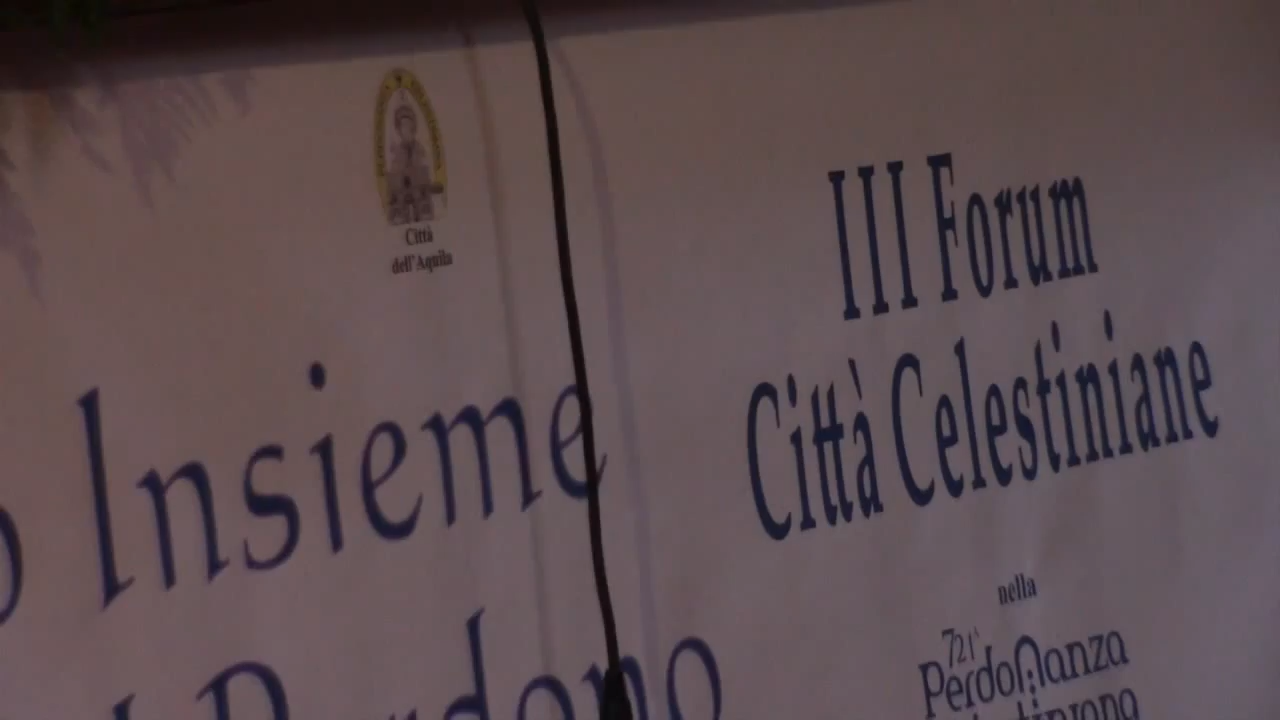 Città
dell'Aquila
Insieme
Perdono
III Forum
Città Celestiniane
nella
721ª
Perdonanza